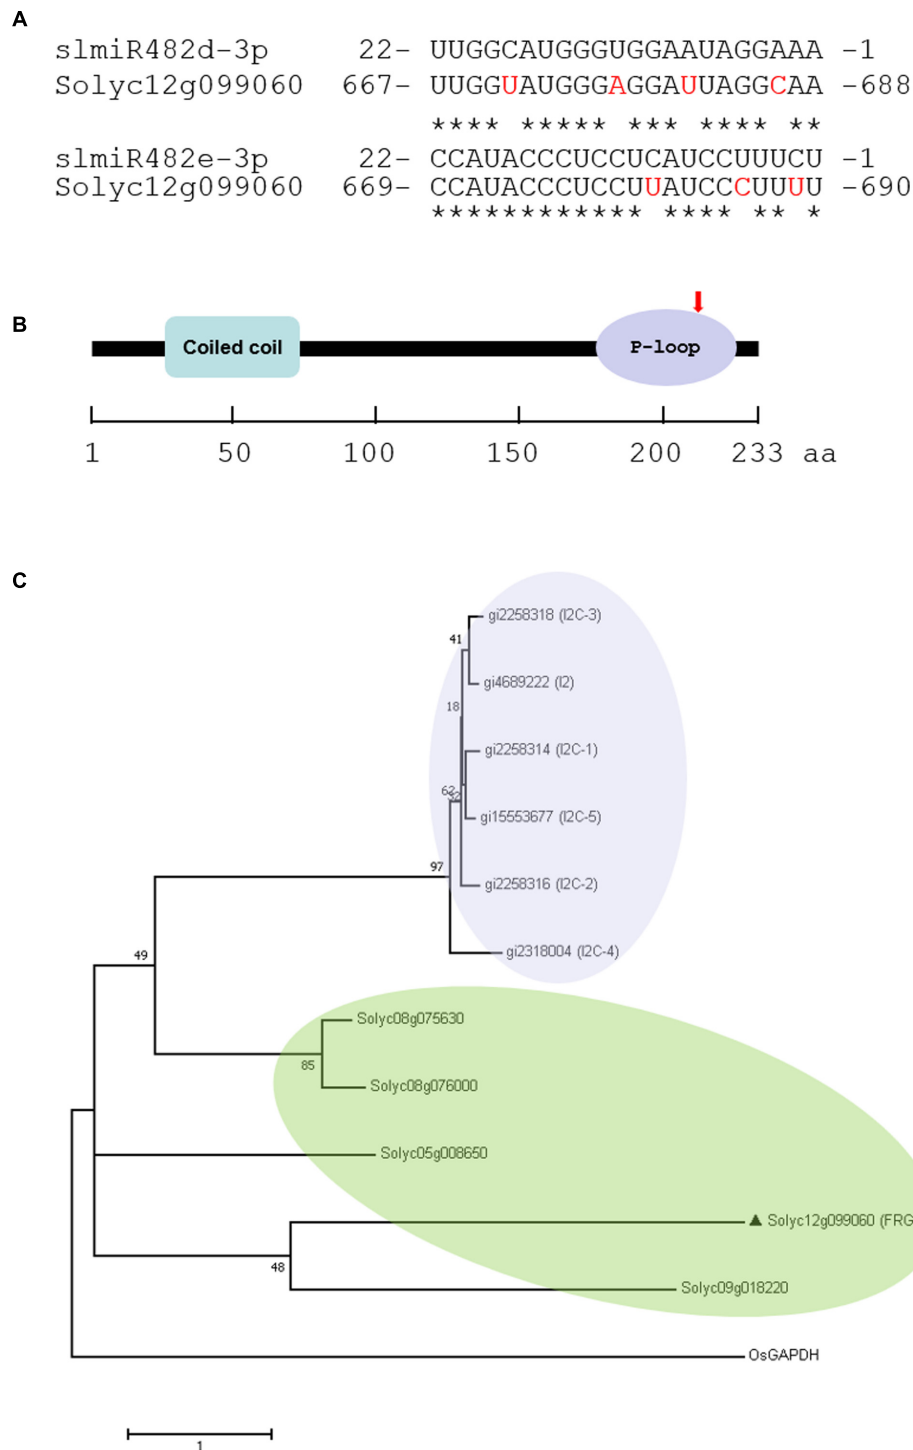 A
slmiR482d-3p 22- UUGGCAUGGGUGGAAUAGGAAA -1
Solyc12g099060 667- UUGGUAUGGGAGGAUUAGGCAA -688
**** ***** *** **** **
slmiR482e-3p 22- CCAUACCCUCCUCAUCCUUUCU -1
Solyc12g099060 669- CCAUACCCUCCUUAUCCCUUUU -690
************ **** ** *
B
Coiled coil P-loop
1 50 100 150 200 233 aa
C
gi2258318 (I2C-3)
41
gi4689222 (I2)
18
gi2258314 (I2C-1)
62
32
gi15553677 (I2C-5)
97
gi2258316 (I2C-2)
gi2318004 (I2C-4)
49
Solyc08g075630
85
Solyc08g076000
Solyc05g008650
Solyc12g099060 (FRG
48
Solyc09g018220
OsGAPDH
1